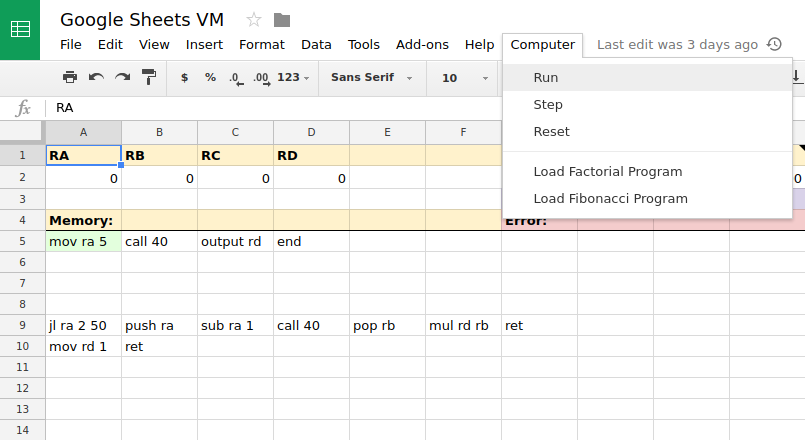 Google Sheets VM
File Edit View Insert Format Data Tools Add-ons Help Computer Last edit was 3 days ago
$ % .0 .00 123 Sans Serif 10
fx RA
Run
Step
Reset
Load Factorial Program
Load Fibonacci Program
A B C D E F
1 RA RB RC RD
2 0 0 0 0 0
3
4 Memory: Error:
5 mov ra 5 call 40 output rd end
6
7
8
9 jl ra 2 50 push ra sub ra 1 call 40 pop rb mul rd rb ret
10 mov rd 1 ret
11
12
13
14